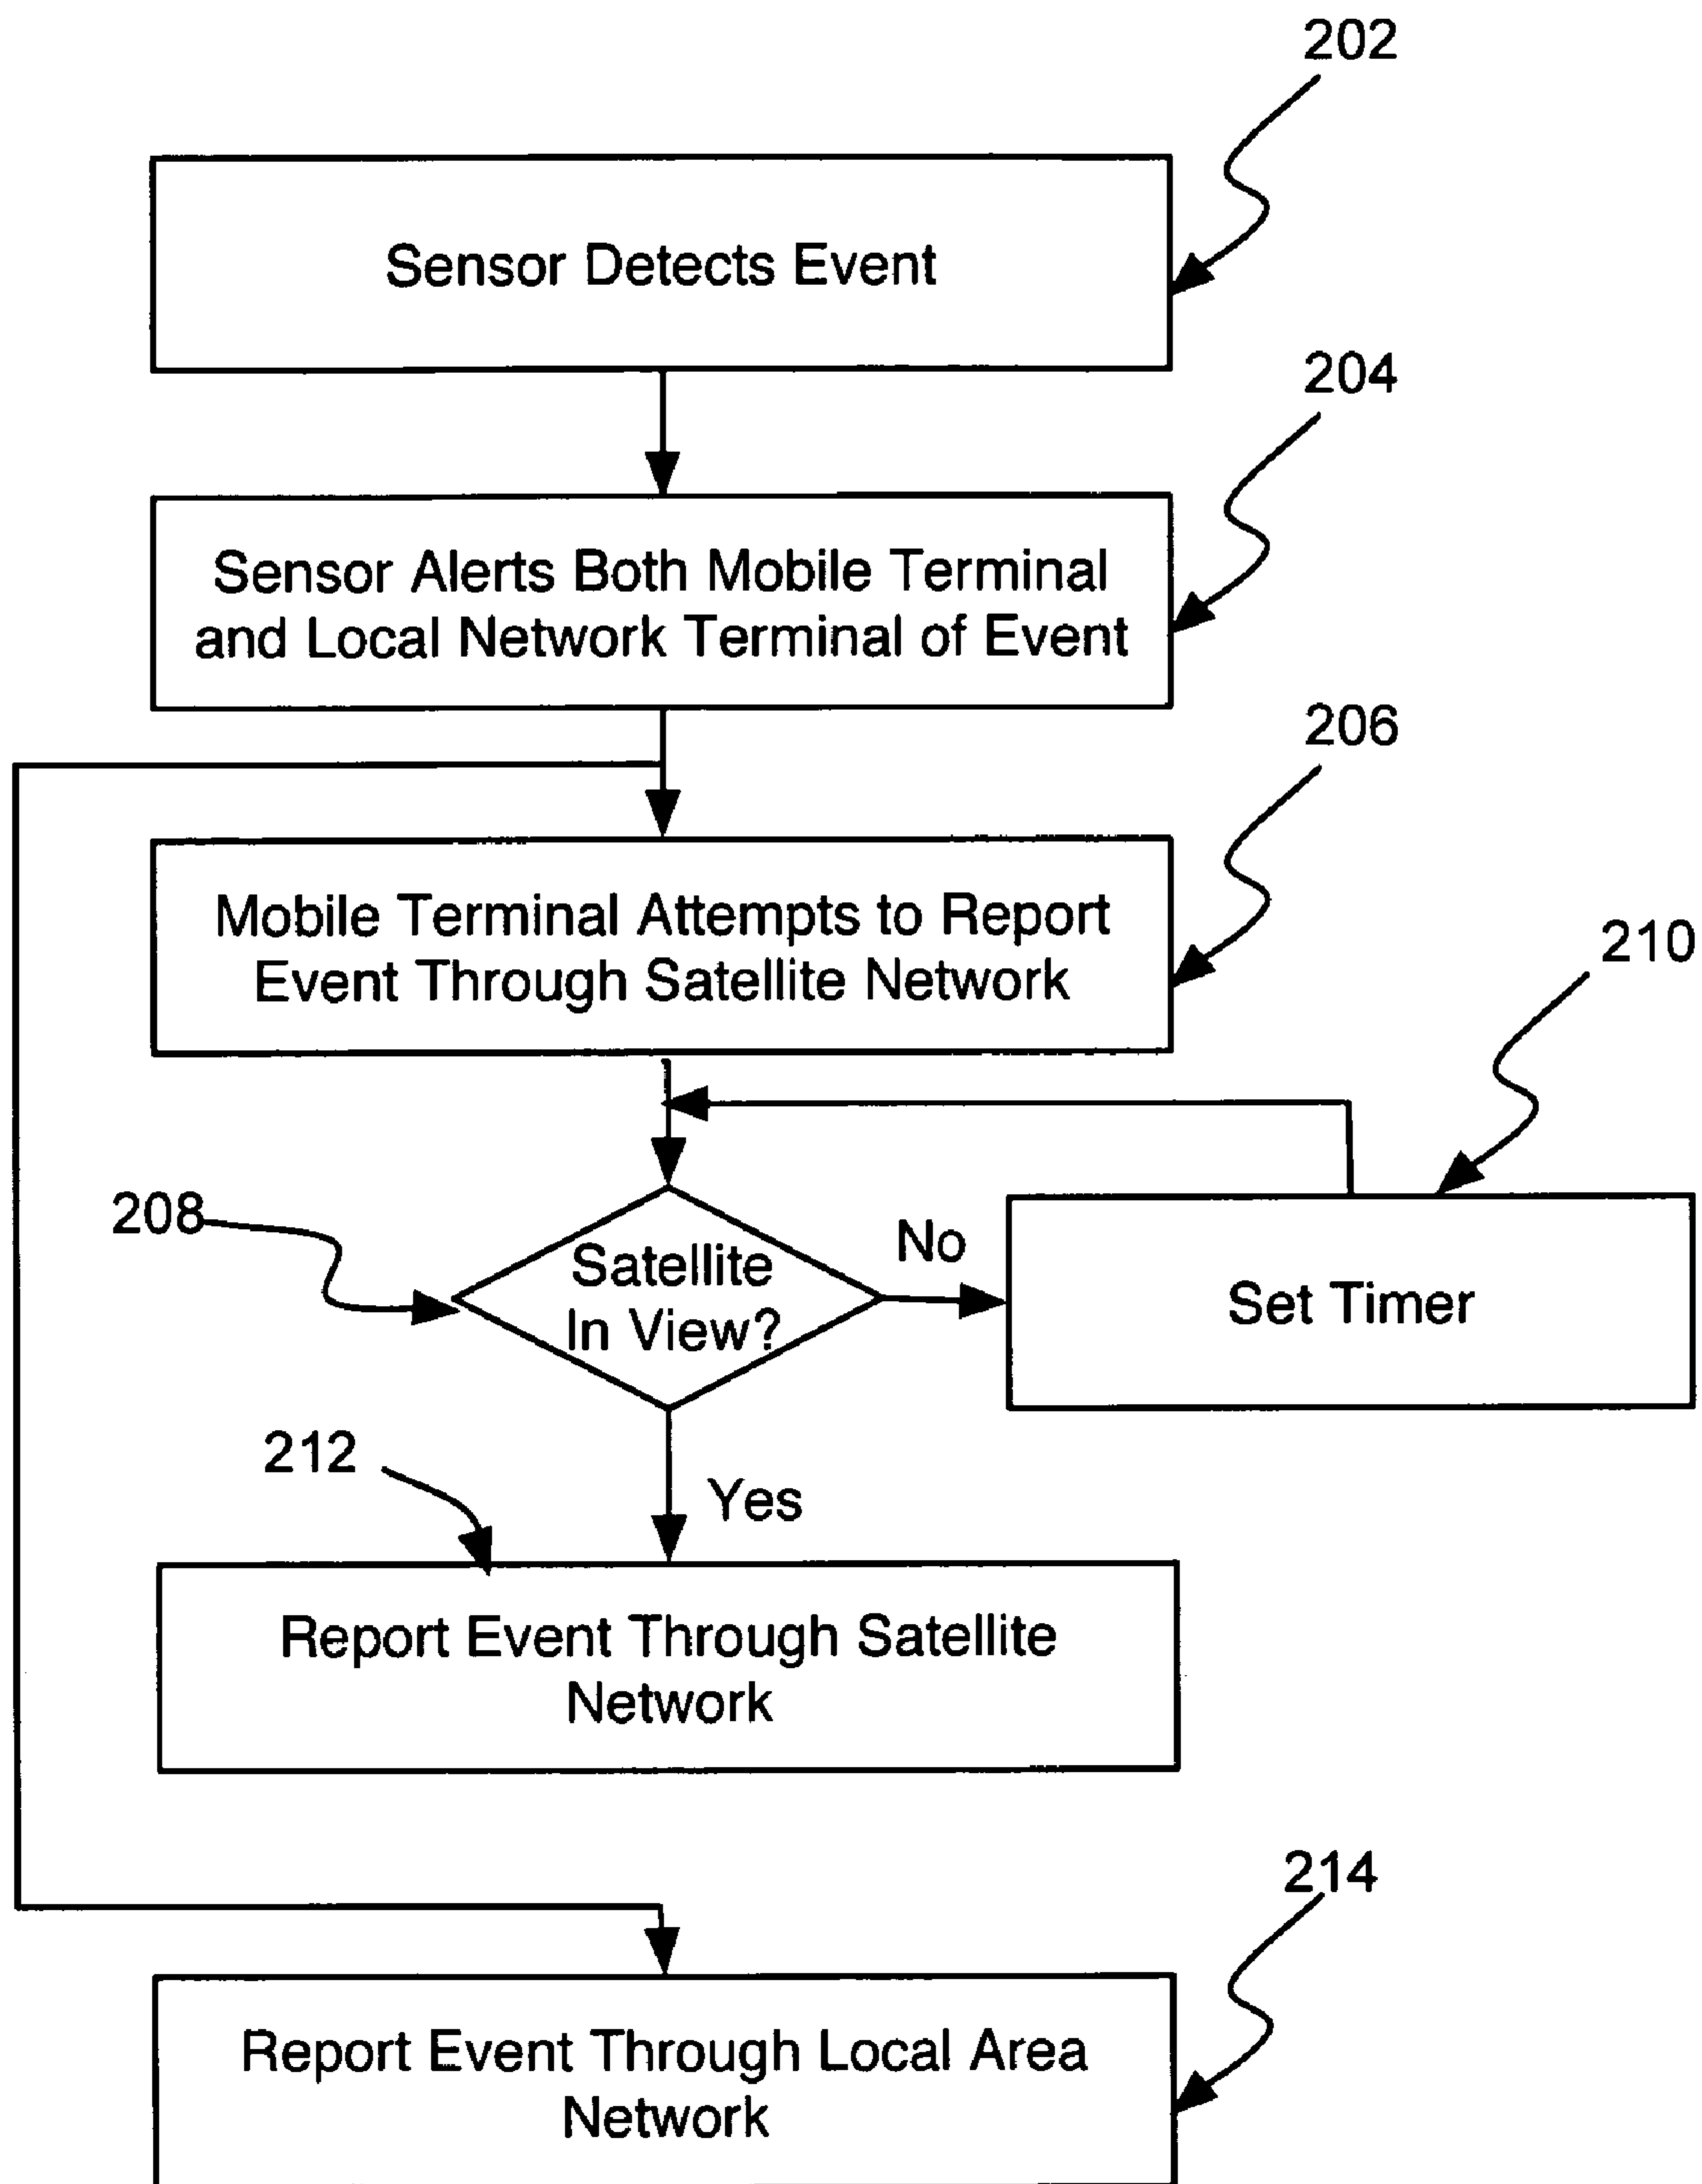 202
Sensor Detects Event
204
Sensor Alerts Both Mobile Terminal
and Local Network Terminal of Event
206
Mobile Terminal Attempts to Report
Event Through Satellite Network
210
208
Satellite
In View?
No
Set Timer
212
Yes
Report Event Through Satellite
Network
214
Report Event Through Local Area
Network